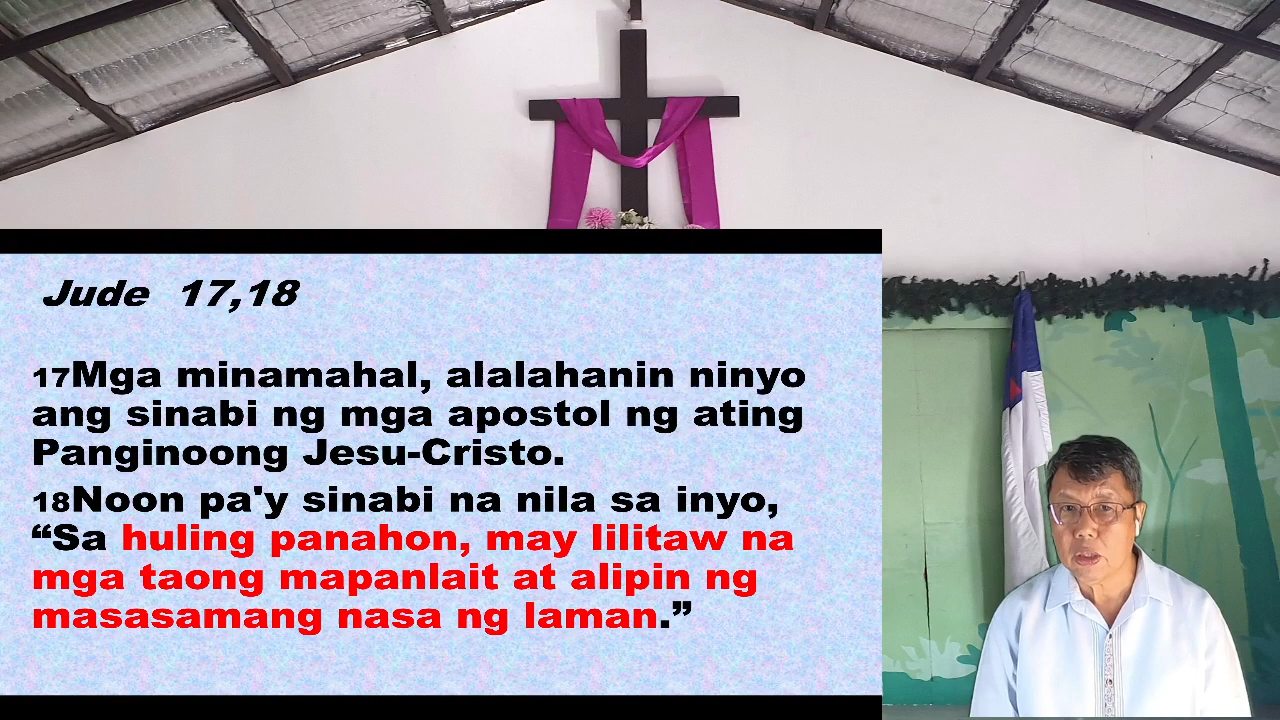 Jude 17,18
17Mga minamahal, alalahanin ninyo
ang sinabi ng mga apostol ng ating
Panginoong Jesu-Cristo.
18Noon pa'y sinabi na nila sa inyo,
“Sa huling panahon, may lilitaw na
mga taong mapanlait at alipin ng
masasamang nasa ng laman.”